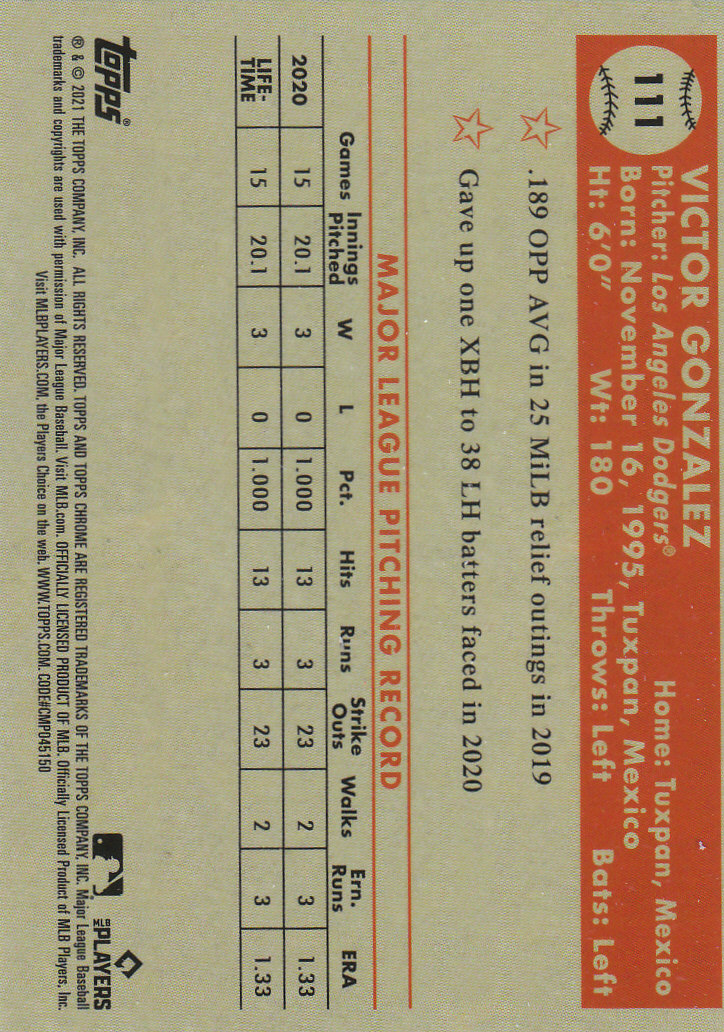 111
VICTOR GONZALEZ
Pitcher: Los Angeles Dodgers® Home: Tuxpan, Mexico
Born: November 16, 1995, Tuxpan, Mexico
Ht: 6'0" Wt: 180 Throws: Left Bats: Left
.189 OPP AVG in 25 MiLB relief outings in 2019
Gave up one XBH to 38 LH batters faced in 2020
MAJOR LEAGUE PITCHING RECORD
Games Innings Pitched W L Pct. Hits Runs Strike Outs Walks Ern. Runs ERA
2020 15 20.1 3 0 1.000 13 3 23 2 3 1.33
LIFE-TIME 15 20.1 3 0 1.000 13 3 23 2 3 1.33
topps®
MLB PLAYERS
® & © 2021 THE TOPPS COMPANY, INC. ALL RIGHTS RESERVED. TOPPS AND TOPPS CHROME ARE REGISTERED TRADEMARKS OF THE TOPPS COMPANY, INC. Major League Baseball
trademarks and copyrights are used with permission of Major League Baseball. Visit MLB.com. OFFICIALLY LICENSED PRODUCT OF MLB. Officially Licensed Product of MLB Players, Inc.
Visit MLBPLAYERS.COM, the Players Choice on the web. WWW.TOPPS.COM. CODE#CMP045150